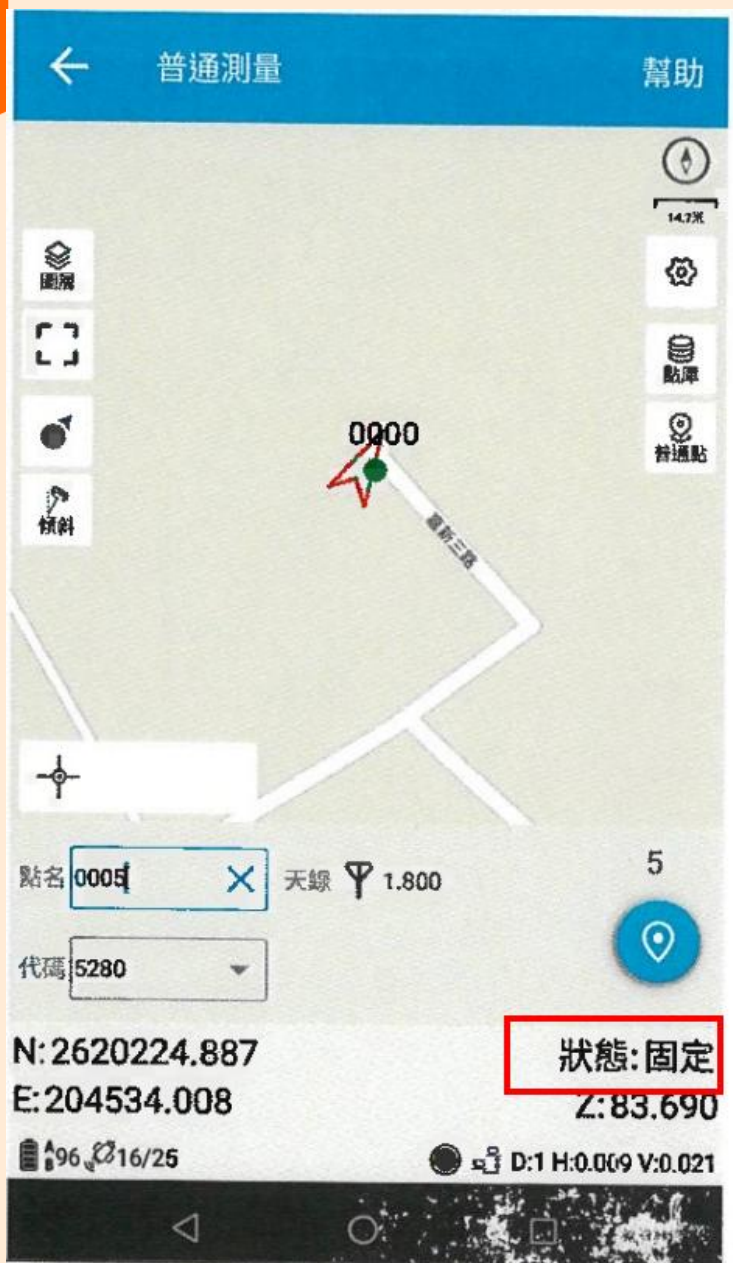 普通測量
幫助
14.7米
圖層
點庫
普通點
傾斜
0000
點名 0005 天線 1.800
5
代碼 5280
N:2620224.887
狀態:固定
E:204534.008
Z:83.690
A B 96 16/25
D:1 H:0.009 V:0.021